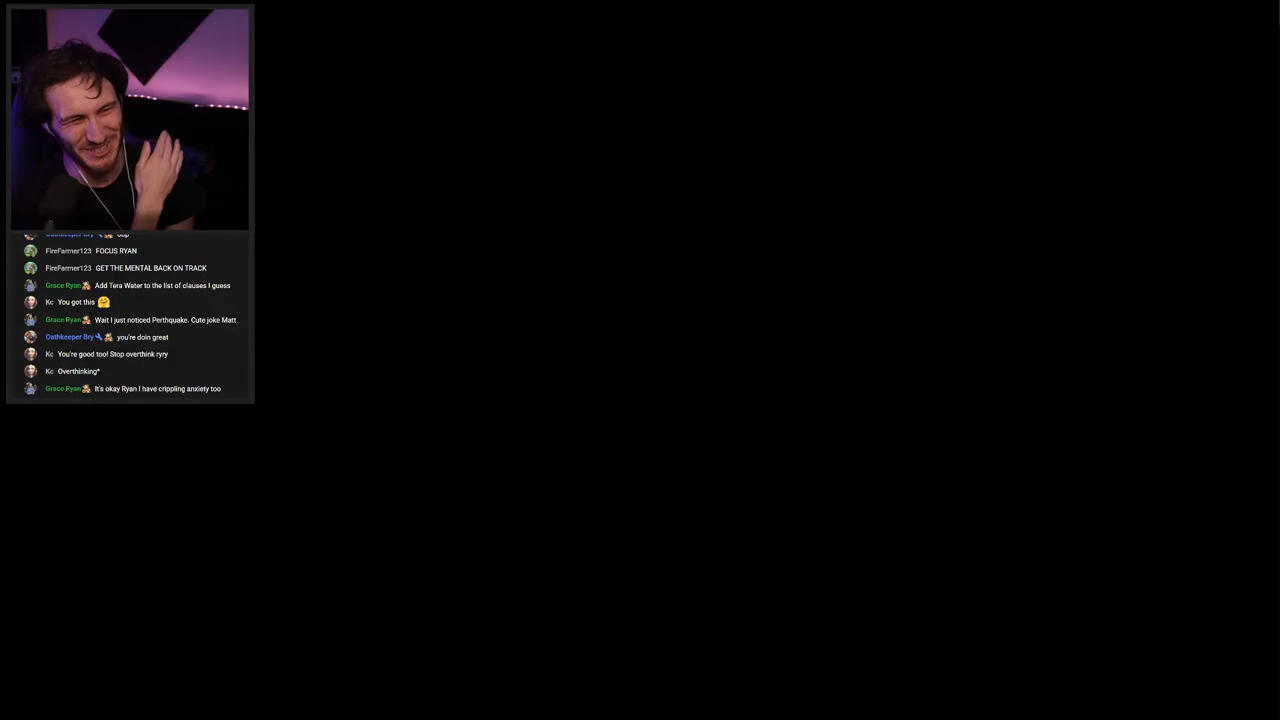 Oathkeeper Bry oop
FireFarmer123 FOCUS RYAN
FireFarmer123 GET THE MENTAL BACK ON TRACK
Grace Ryan Add Tera Water to the list of clauses I guess
Kc You got this
Grace Ryan Wait I just noticed Perthquake. Cute joke Matt
Oathkeeper Bry you're doin great
Kc You're good too! Stop overthink ryry
Kc Overthinking*
Grace Ryan It's okay Ryan I have crippling anxiety too